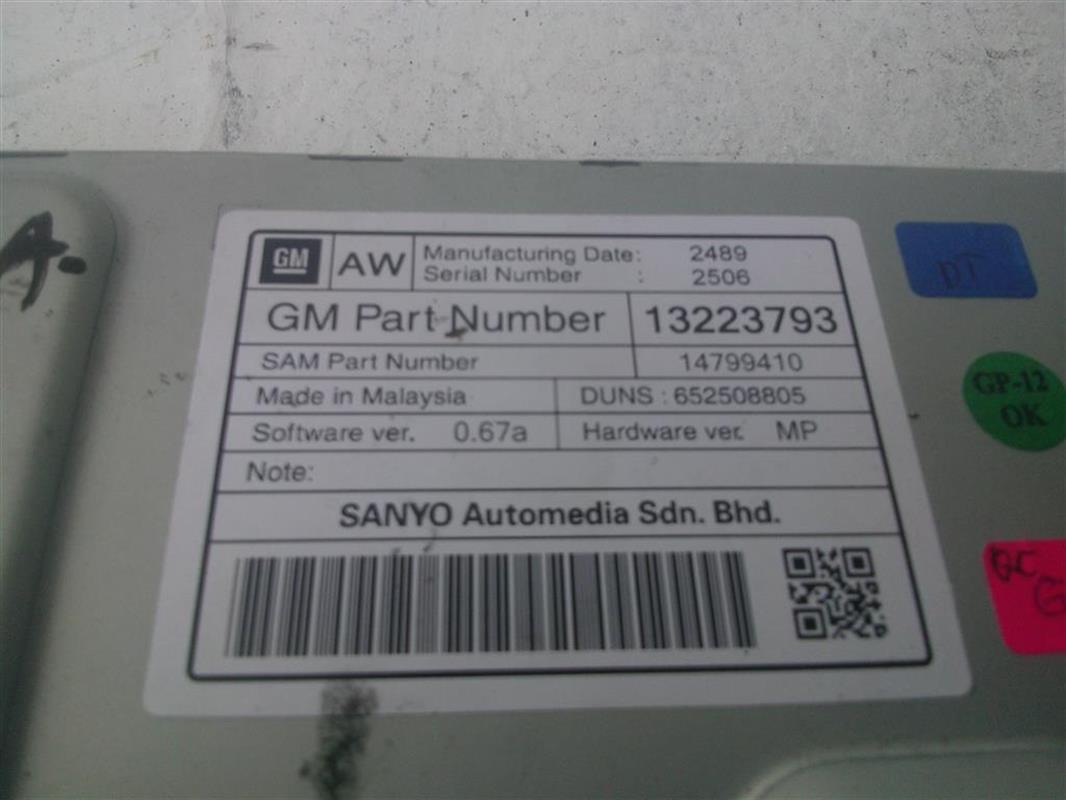 GM AW Manufacturing Date: 2489
Serial Number : 2506
GM Part Number 13223793
SAM Part Number 14799410
Made in Malaysia DUNS : 652508805
Software ver. 0.67a Hardware ver. MP
Note:
SANYO Automedia Sdn. Bhd.
A.
DT
GP-12
OK